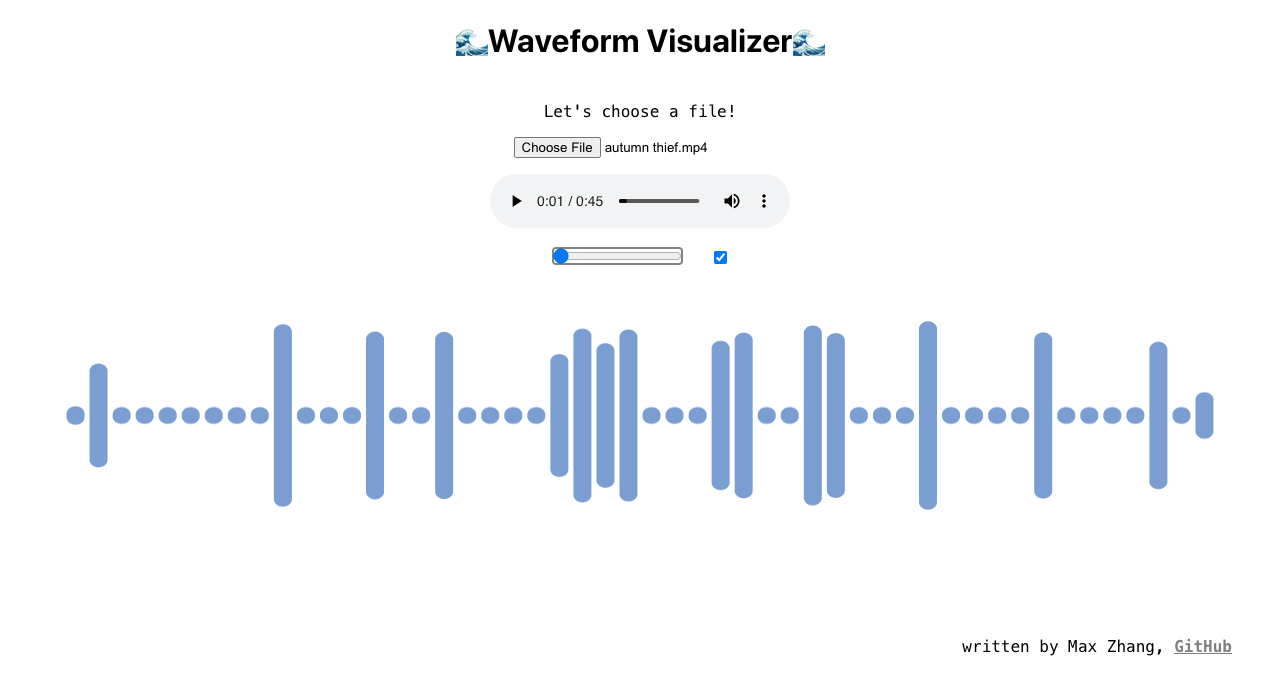 🌊Waveform Visualizer🌊
Let's choose a file!
Choose File autumn thief.mp4
0:01 / 0:45
written by Max Zhang, GitHub